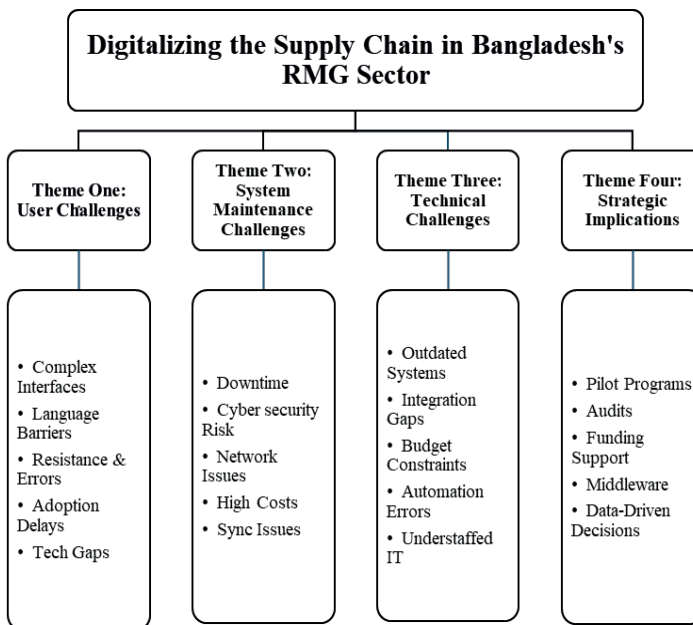 Digitalizing the Supply Chain in Bangladesh's
RMG Sector
Theme One:
User Challenges
Theme Two:
System
Maintenance
Challenges
Theme Three:
Technical
Challenges
Theme Four:
Strategic
Implications
• Complex
Interfaces
• Language
Barriers
• Resistance &
Errors
• Adoption
Delays
• Tech Gaps
• Downtime
• Cyber security
Risk
• Network
Issues
• High Costs
• Sync Issues
• Outdated
Systems
• Integration
Gaps
• Budget
Constraints
• Automation
Errors
• Understaffed
IT
• Pilot Programs
• Audits
• Funding
Support
• Middleware
• Data-Driven
Decisions